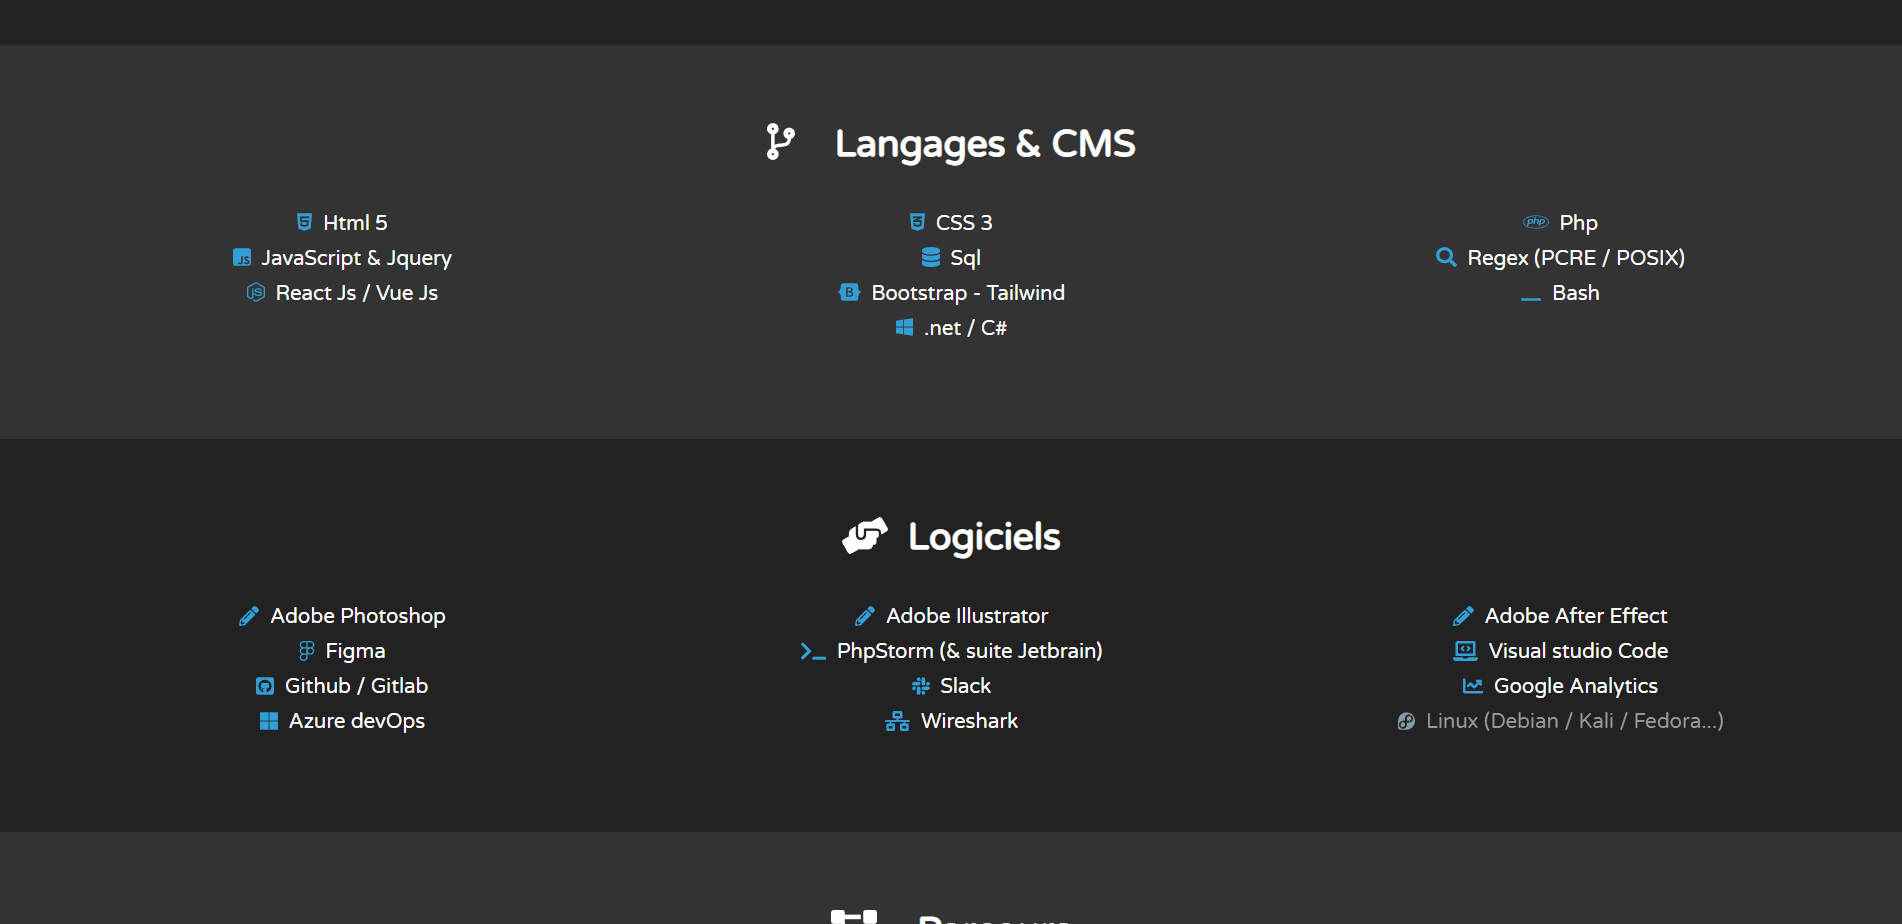 Langages & CMS
Html 5
CSS 3
Php
JavaScript & Jquery
Sql
Regex (PCRE / POSIX)
React Js / Vue Js
Bootstrap - Tailwind
Bash
.net / C#
Logiciels
Adobe Photoshop
Adobe Illustrator
Adobe After Effect
Figma
PhpStorm (& suite Jetbrain)
Visual studio Code
Github / Gitlab
Slack
Google Analytics
Azure devOps
Wireshark
Linux (Debian / Kali / Fedora...)